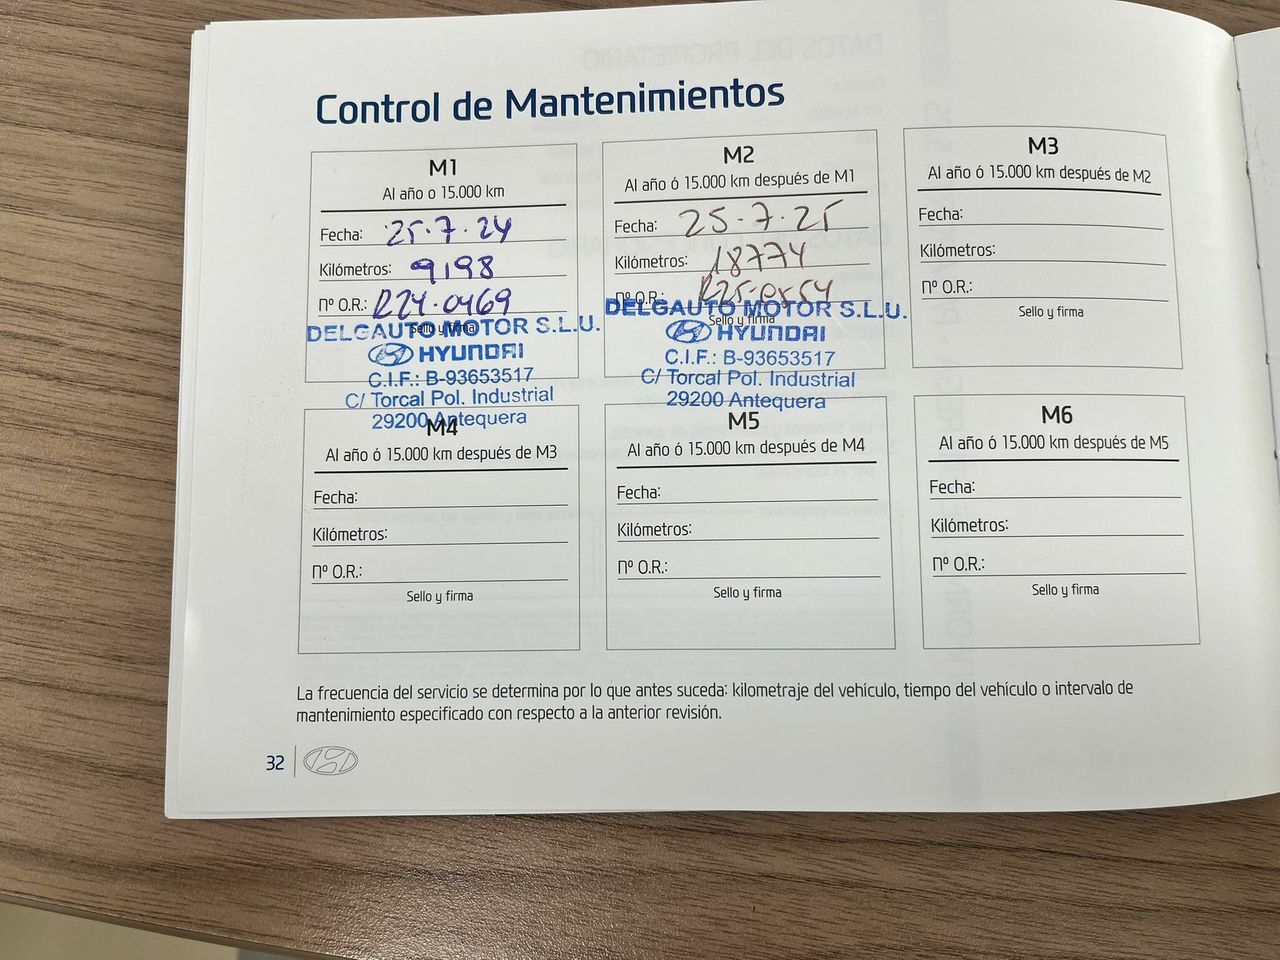 Control de Mantenimientos
M1
Al año o 15.000 km
Fecha: 25.7.24
Kilómetros: 9198
Nº O.R.: R24.0469
Sello y firma
DELGAUTO MOTOR S.L.U.
HYUNDAI
C.I.F.: B-93653517
C/ Torcal Pol. Industrial
29200 Antequera
M2
Al año ó 15.000 km después de M1
Fecha: 25.7.25
Kilómetros: 18774
Nº O.R.: R25.0554
Sello y firma
DELGAUTO MOTOR S.L.U.
HYUNDAI
C.I.F.: B-93653517
C/ Torcal Pol. Industrial
29200 Antequera
M3
Al año ó 15.000 km después de M2
Fecha:
Kilómetros:
Nº O.R.:
Sello y firma
M4
Al año ó 15.000 km después de M3
Fecha:
Kilómetros:
Nº O.R.:
Sello y firma
M5
Al año ó 15.000 km después de M4
Fecha:
Kilómetros:
Nº O.R.:
Sello y firma
M6
Al año ó 15.000 km después de M5
Fecha:
Kilómetros:
Nº O.R.:
Sello y firma
La frecuencia del servicio se determina por lo que antes suceda: kilometraje del vehículo, tiempo del vehículo o intervalo de
mantenimiento especificado con respecto a la anterior revisión.
32